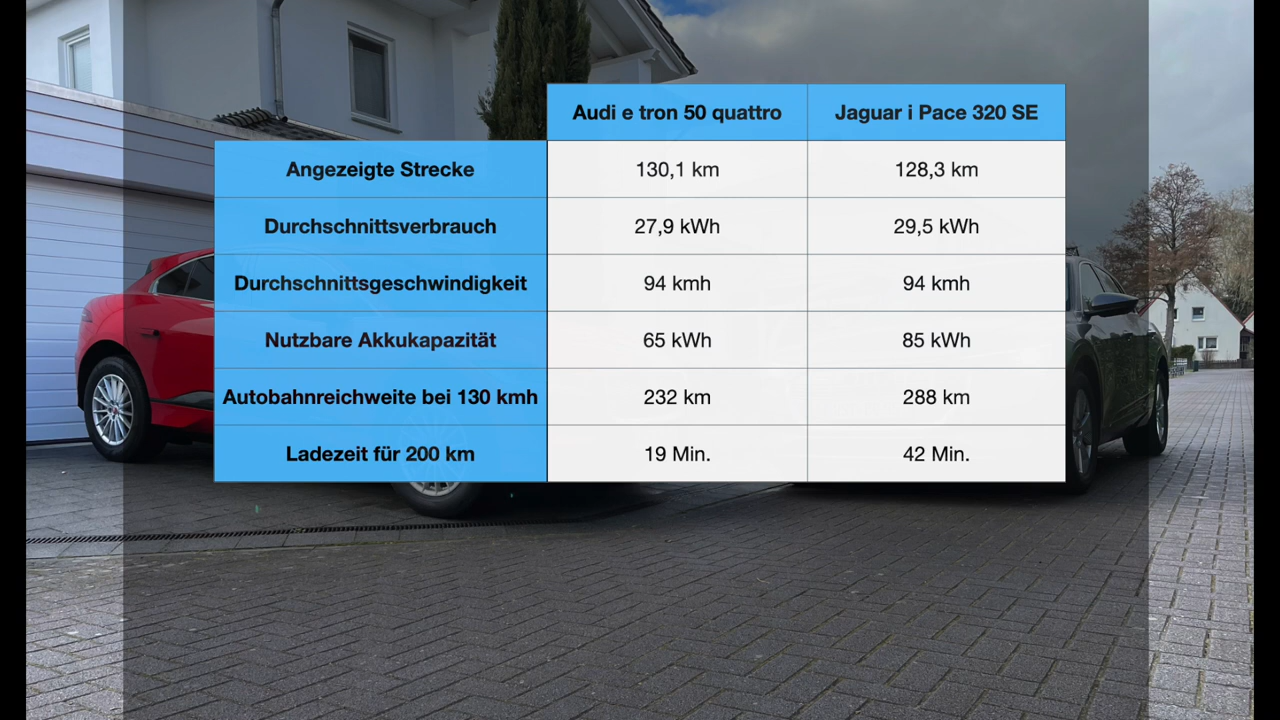 Audi e tron 50 quattro Jaguar i Pace 320 SE
Angezeigte Strecke 130,1 km 128,3 km
Durchschnittsverbrauch 27,9 kWh 29,5 kWh
Durchschnittsgeschwindigkeit 94 kmh 94 kmh
Nutzbare Akkukapazität 65 kWh 85 kWh
Autobahnreichweite bei 130 kmh 232 km 288 km
Ladezeit für 200 km 19 Min. 42 Min.